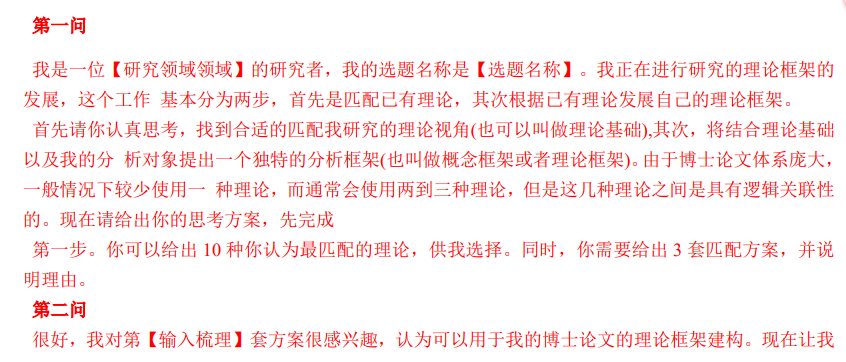 第一问
我是一位【研究领域领域】的研究者，我的选题名称是【选题名称】。我正在进行研究的理论框架的
发展，这个工作 基本分为两步，首先是匹配已有理论，其次根据已有理论发展自己的理论框架。
首先请你认真思考，找到合适的匹配我研究的理论视角(也可以叫做理论基础),其次，将结合理论基础
以及我的分 析对象提出一个独特的分析框架(也叫做概念框架或者理论框架)。由于博士论文体系庞大，
一般情况下较少使用一 种理论，而通常会使用两到三种理论，但是这几种理论之间是具有逻辑关联性
的。现在请给出你的思考方案，先完成
第一步。你可以给出 10 种你认为最匹配的理论，供我选择。同时，你需要给出 3 套匹配方案，并说
明理由。
第二问
很好，我对第【输入梳理】套方案很感兴趣，认为可以用于我的博士论文的理论框架建构。现在让我